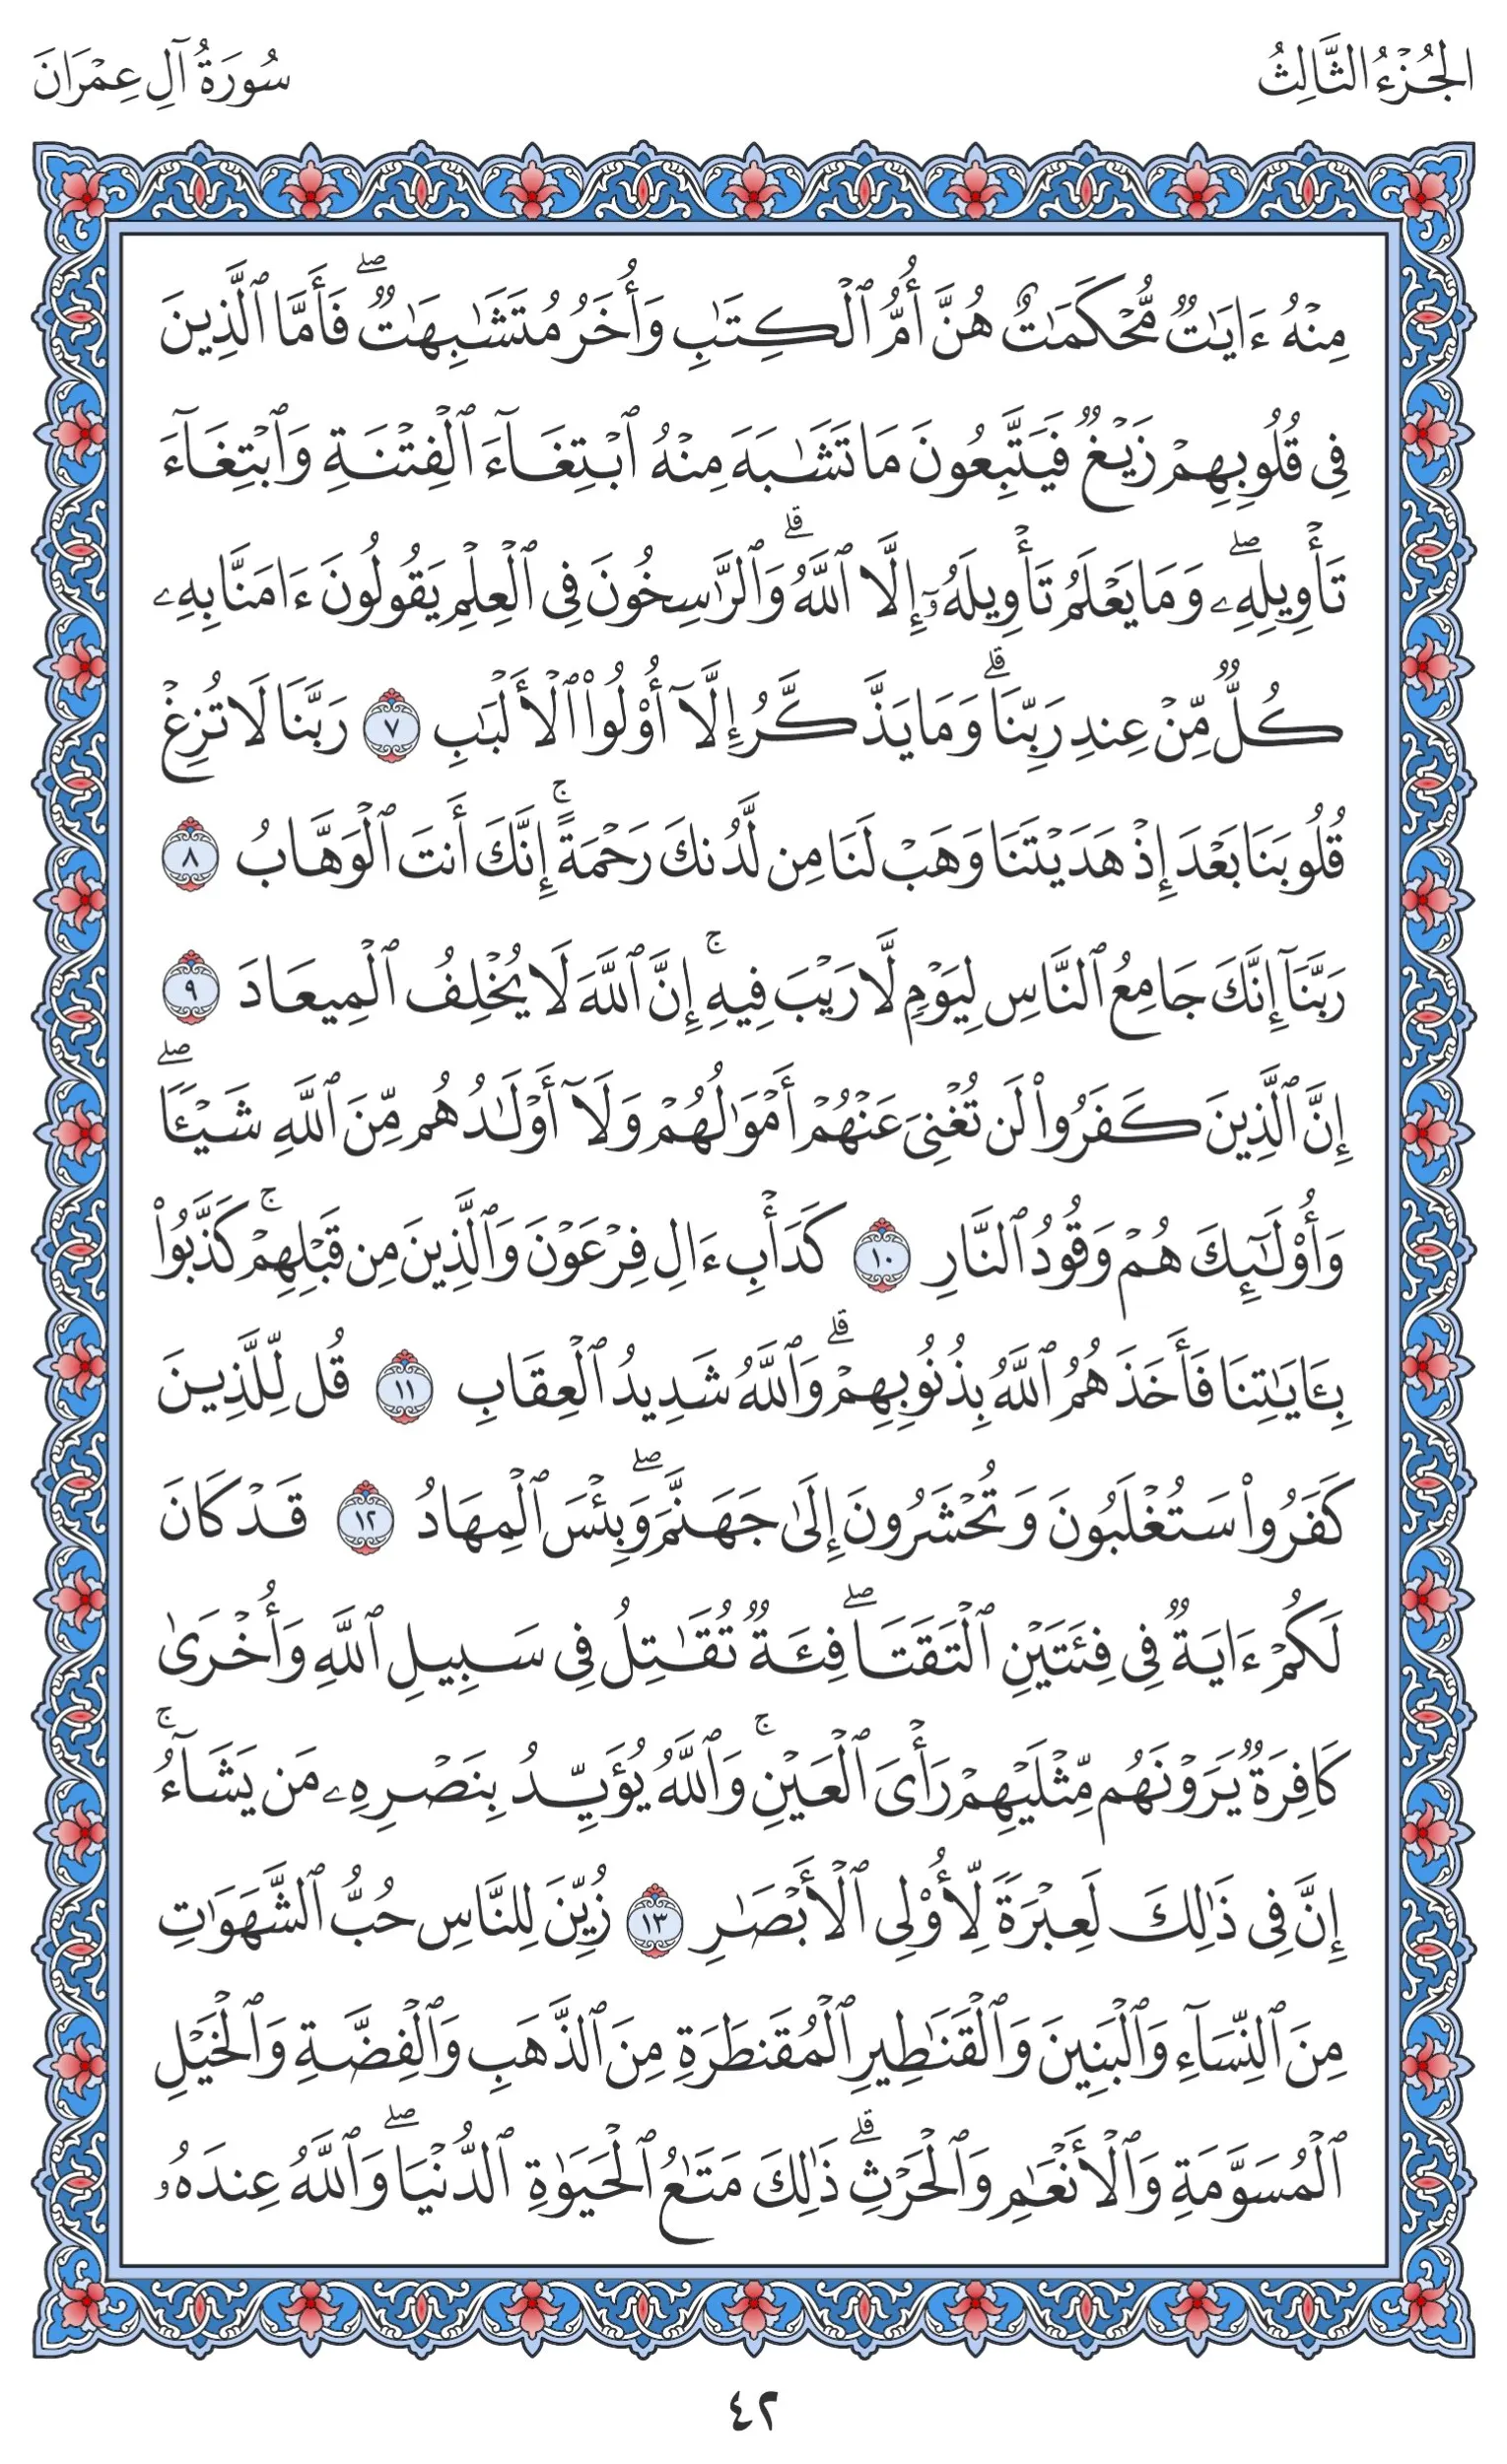 الجُزْءُ الثَّالِثُ
سُورَةُ آلِ عِمْرَانَ
مِنْهُ ءَايَٰتٌ مُّحْكَمَٰتٌ هُنَّ أُمُّ ٱلْكِتَٰبِ وَأُخَرُ مُتَشَٰبِهَٰتٌ ۖ فَأَمَّا ٱلَّذِينَ
فِى قُلُوبِهِمْ زَيْغٌ فَيَتَّبِعُونَ مَا تَشَٰبَهَ مِنْهُ ٱبْتِغَآءَ ٱلْفِتْنَةِ وَٱبْتِغَآءَ
تَأْوِيلِهِۦ ۖ وَمَا يَعْلَمُ تَأْوِيلَهُۥٓ إِلَّا ٱللَّهُ ۗ وَٱلرَّٰسِخُونَ فِى ٱلْعِلْمِ يَقُولُونَ ءَامَنَّا بِهِۦ
كُلٌّ مِّنْ عِندِ رَبِّنَا ۗ وَمَا يَذَّكَّرُ إِلَّآ أُو۟لُوا۟ ٱلْأَلْبَٰبِ ٧ رَبَّنَا لَا تُزِغْ
قُلُوبَنَا بَعْدَ إِذْ هَدَيْتَنَا وَهَبْ لَنَا مِن لَّدُنكَ رَحْمَةً ۚ إِنَّكَ أَنتَ ٱلْوَهَّابُ ٨
رَبَّنَآ إِنَّكَ جَامِعُ ٱلنَّاسِ لِيَوْمٍ لَّا رَيْبَ فِيهِ ۚ إِنَّ ٱللَّهَ لَا يُخْلِفُ ٱلْمِيعَادَ ٩
إِنَّ ٱلَّذِينَ كَفَرُوا۟ لَن تُغْنِىَ عَنْهُمْ أَمْوَٰلُهُمْ وَلَآ أَوْلَٰدُهُم مِّنَ ٱللَّهِ شَيْـًٔا ۖ
وَأُو۟لَٰٓئِكَ هُمْ وَقُودُ ٱلنَّارِ ١٠ كَدَأْبِ ءَالِ فِرْعَوْنَ وَٱلَّذِينَ مِن قَبْلِهِمْ ۚ كَذَّبُوا۟
بِـَٔايَٰتِنَا فَأَخَذَهُمُ ٱللَّهُ بِذُنُوبِهِمْ ۗ وَٱللَّهُ شَدِيدُ ٱلْعِقَابِ ١١ قُل لِّلَّذِينَ
كَفَرُوا۟ سَتُغْلَبُونَ وَتُحْشَرُونَ إِلَىٰ جَهَنَّمَ ۖ وَبِئْسَ ٱلْمِهَادُ ١٢ قَدْ كَانَ
لَكُمْ ءَايَةٌ فِى فِئَتَيْنِ ٱلْتَقَتَا ۖ فِئَةٌ تُقَٰتِلُ فِى سَبِيلِ ٱللَّهِ وَأُخْرَىٰ
كَافِرَةٌ يَرَوْنَهُم مِّثْلَيْهِمْ رَأْىَ ٱلْعَيْنِ ۚ وَٱللَّهُ يُؤَيِّدُ بِنَصْرِهِۦ مَن يَشَآءُ ۚ
إِنَّ فِى ذَٰلِكَ لَعِبْرَةً لِّأُو۟لِى ٱلْأَبْصَٰرِ ١٣ زُيِّنَ لِلنَّاسِ حُبُّ ٱلشَّهَوَٰتِ
مِنَ ٱلنِّسَآءِ وَٱلْبَنِينَ وَٱلْقَنَٰطِيرِ ٱلْمُقَنطَرَةِ مِنَ ٱلذَّهَبِ وَٱلْفِضَّةِ وَٱلْخَيْلِ
ٱلْمُسَوَّمَةِ وَٱلْأَنْعَٰمِ وَٱلْحَرْثِ ۗ ذَٰلِكَ مَتَٰعُ ٱلْحَيَوٰةِ ٱلدُّنْيَا ۖ وَٱللَّهُ عِندَهُۥ
٤٢